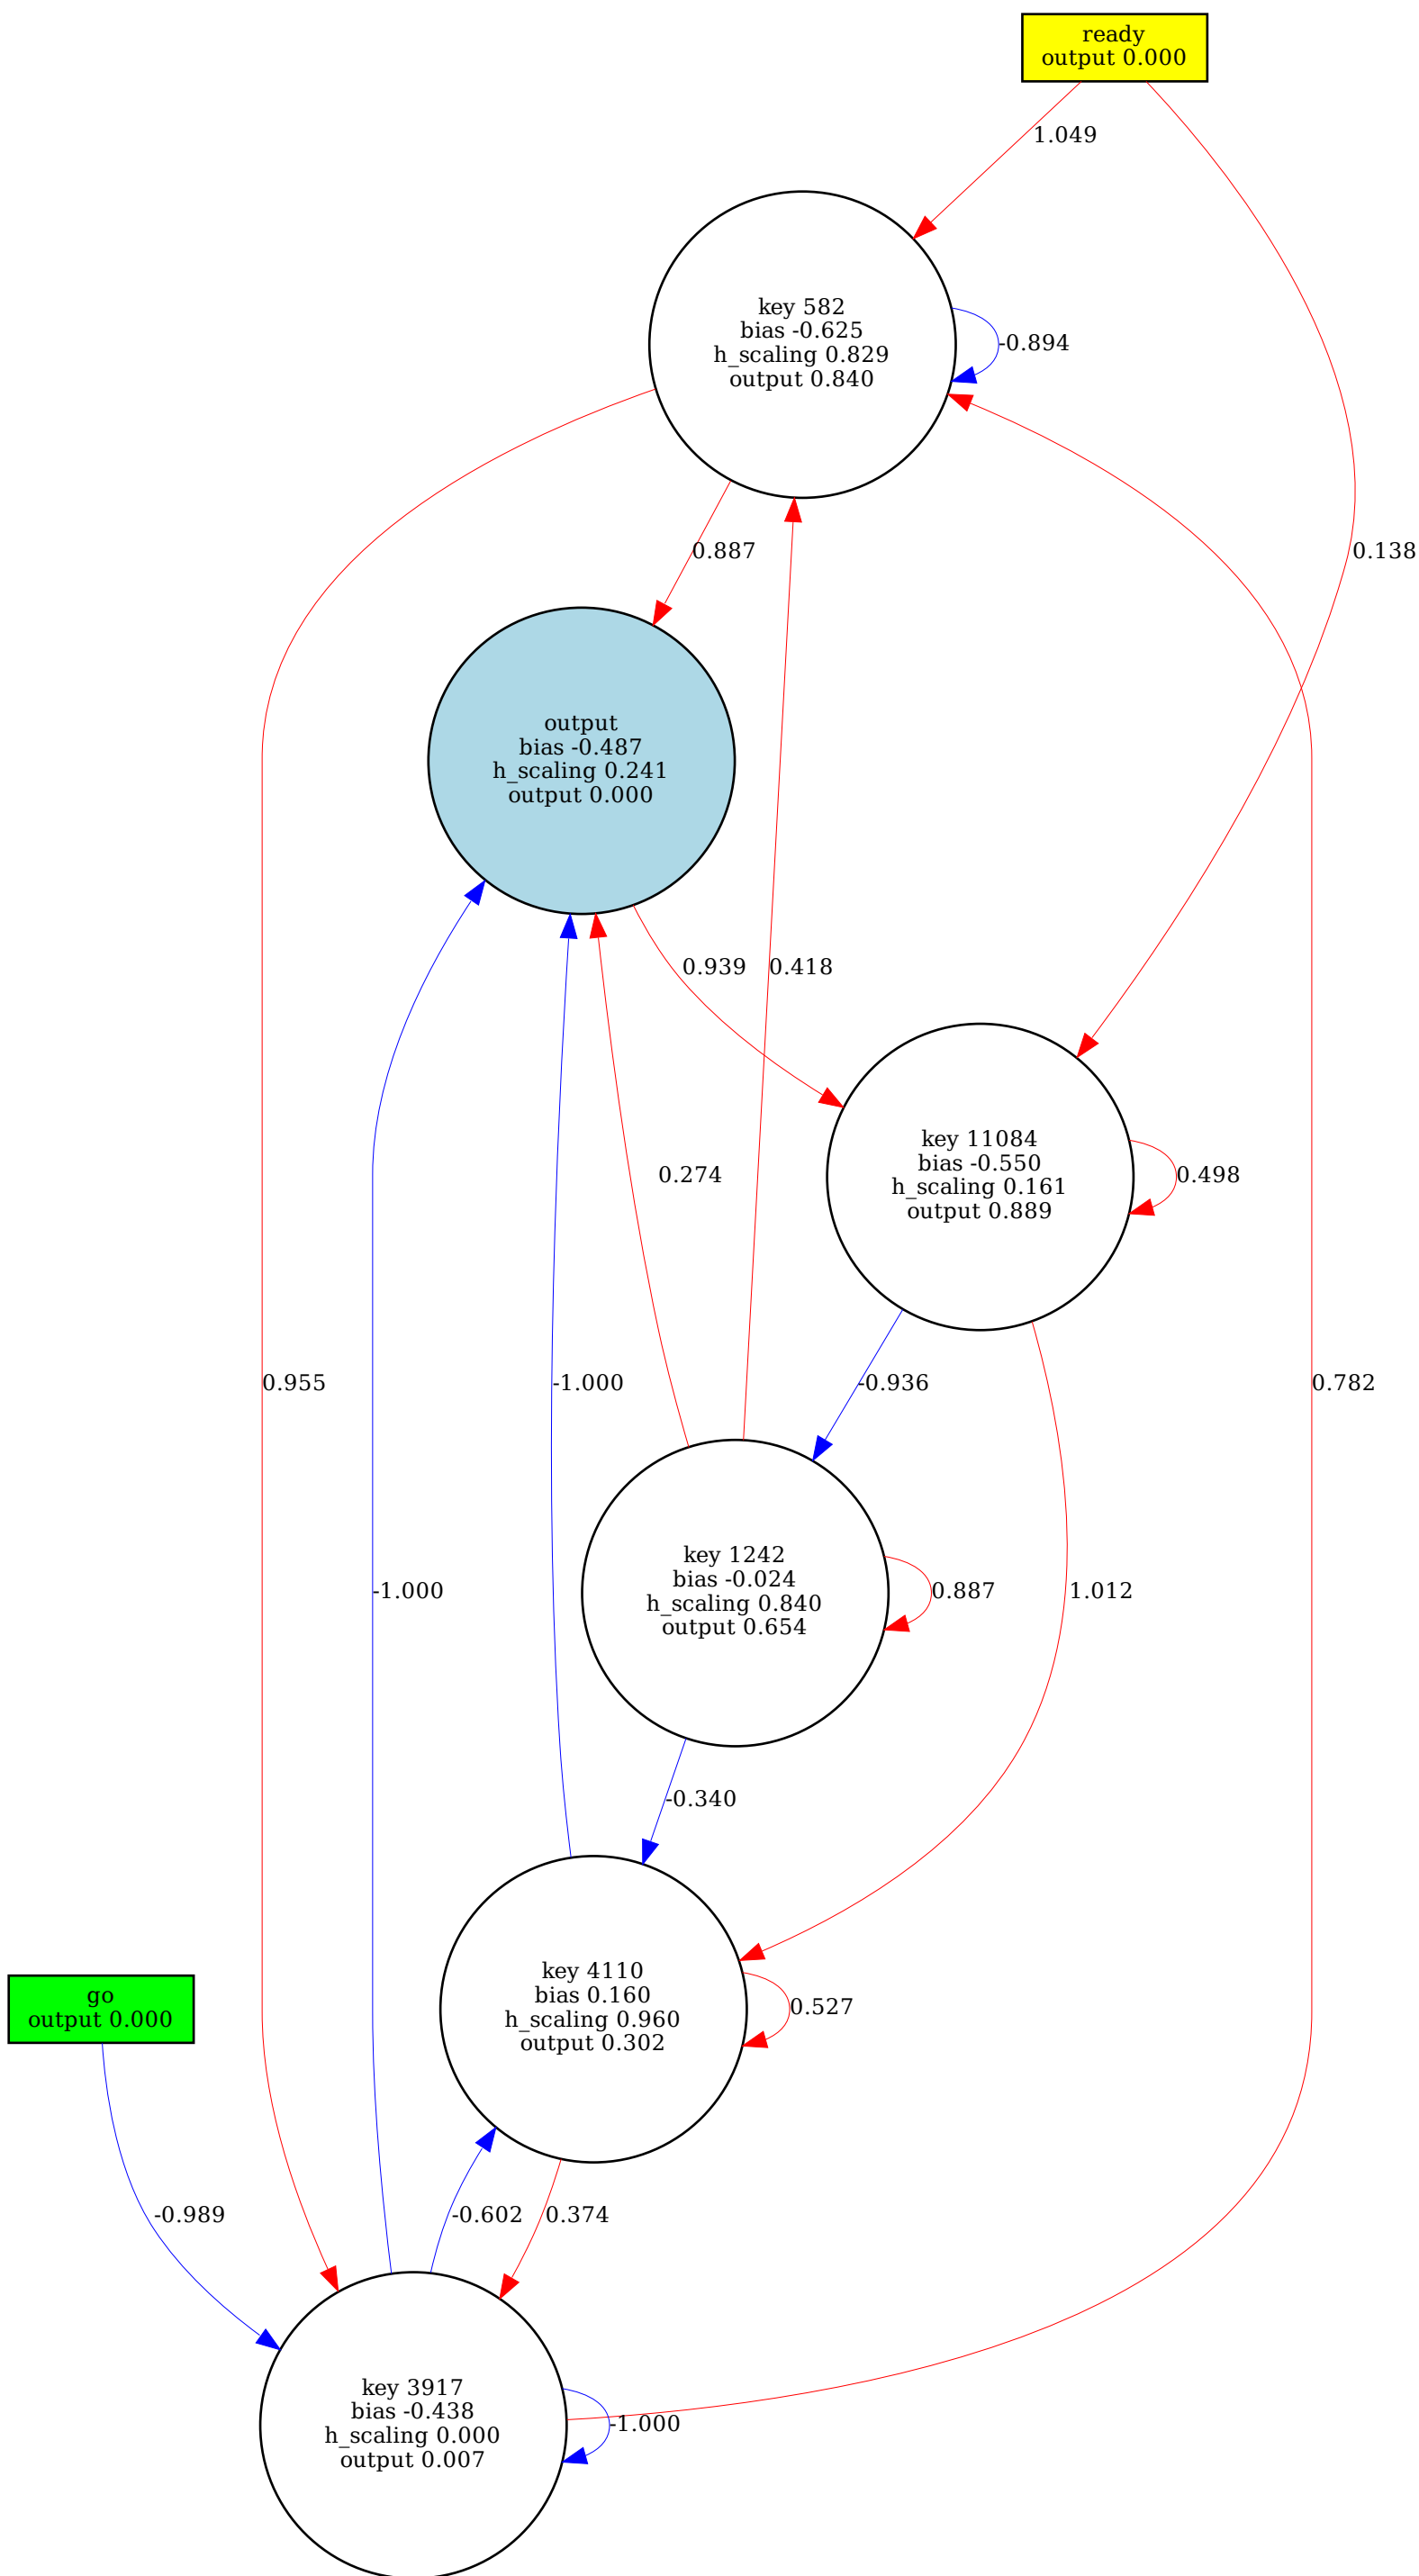 ready
output 0.000
1.049
key 582
bias -0.625
h_scaling 0.829
output 0.840
-0.894
0.887
0.138
output
bias -0.487
h_scaling 0.241
output 0.000
0.939
0.418
key 11084
bias -0.550
h_scaling 0.161
output 0.889
0.274
0.498
0.955
-1.000
-0.936
0.782
key 1242
bias -0.024
h_scaling 0.840
output 0.654
-1.000
0.887
1.012
-0.340
key 4110
bias 0.160
h_scaling 0.960
output 0.302
go
output 0.000
0.527
-0.989
-0.602
0.374
key 3917
bias -0.438
h_scaling 0.000
output 0.007
-1.000